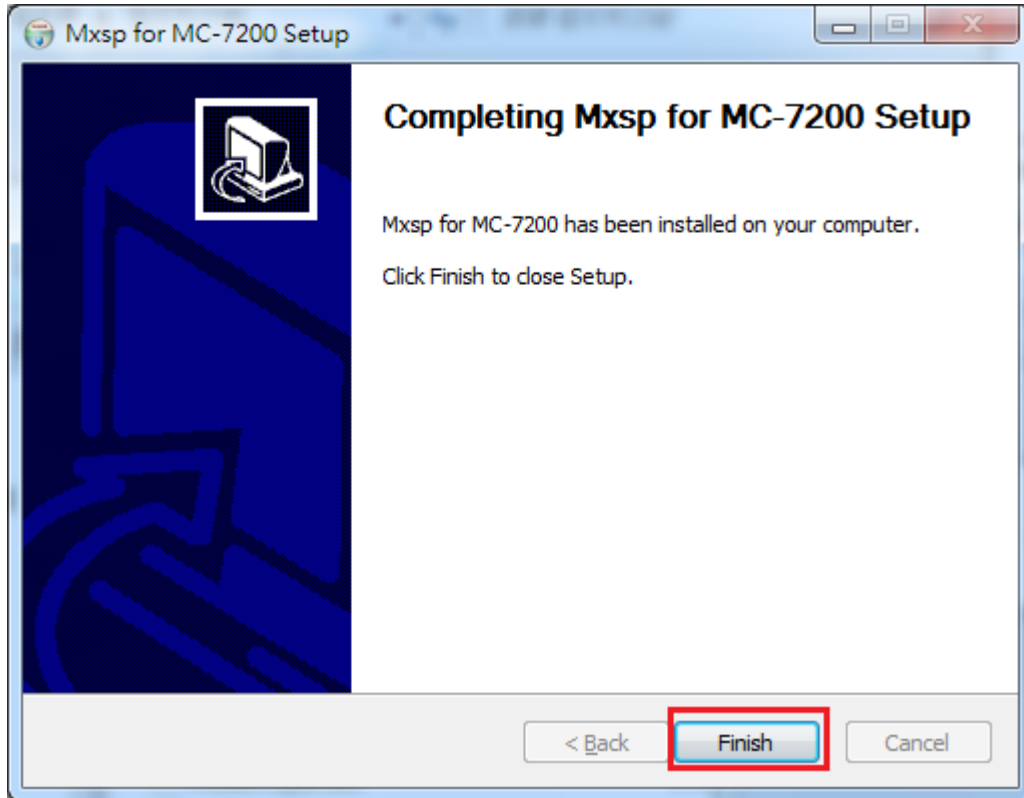 Mxsp for MC-7200 Setup
Completing Mxsp for MC-7200 Setup
Mxsp for MC-7200 has been installed on your computer.
Click Finish to close Setup.
< Back
Finish
Cancel